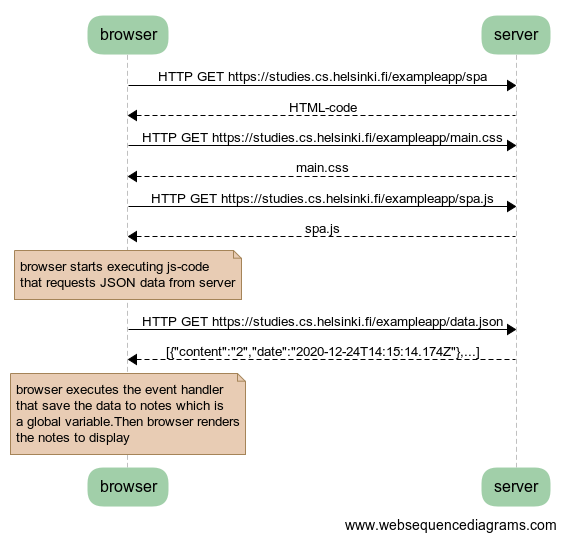 browser
server
HTTP GET https://studies.cs.helsinki.fi/exampleapp/spa
HTML-code
HTTP GET https://studies.cs.helsinki.fi/exampleapp/main.css
main.css
HTTP GET https://studies.cs.helsinki.fi/exampleapp/spa.js
spa.js
browser starts executing js-code
that requests JSON data from server
HTTP GET https://studies.cs.helsinki.fi/exampleapp/data.json
[{"content":"2","date":"2020-12-24T14:15:14.174Z"},...]
browser executes the event handler
that save the data to notes which is
a global variable.Then browser renders
the notes to display
browser
server
www.websequencediagrams.com